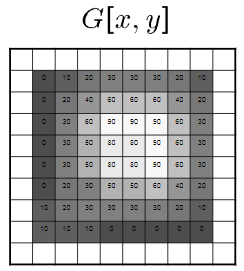 G[x, y]
0 10 20 30 30 30 20 10
0 20 40 60 60 60 40 20
0 30 60 90 90 90 60 30
0 30 50 80 80 90 60 30
0 30 50 80 80 90 60 30
0 20 30 50 50 60 40 20
10 20 30 30 30 30 20 10
10 10 10 0 0 0 0 0